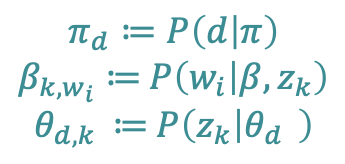 π_d ≔ P(d|π)
β_{k,w_i} ≔ P(w_i|β, z_k)
θ_{d,k} ≔ P(z_k|θ_d )